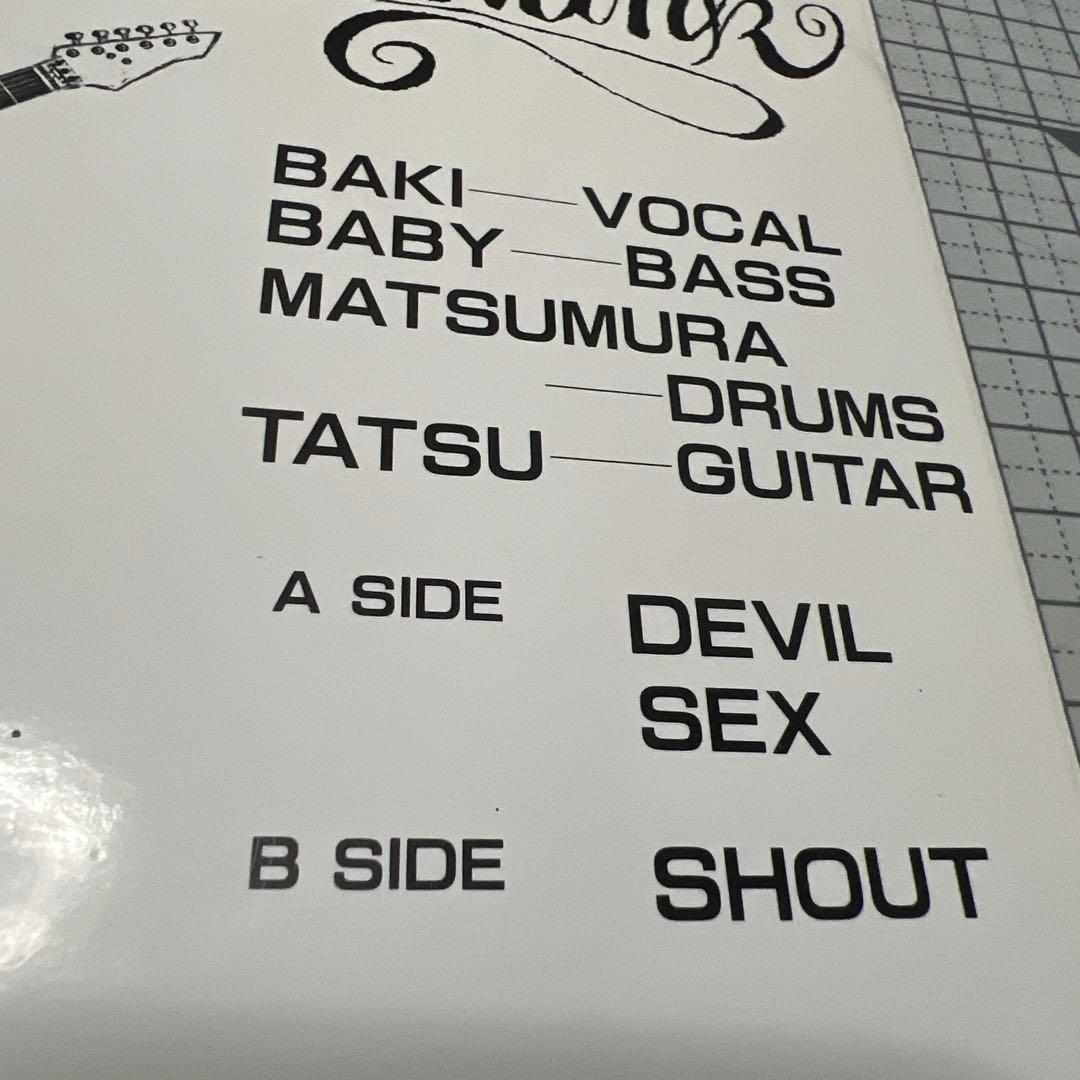 BAKI——VOCAL
BABY——BASS
MATSUMURA
——DRUMS
TATSU——GUITAR
A SIDE DEVIL
SEX
B SIDE SHOUT